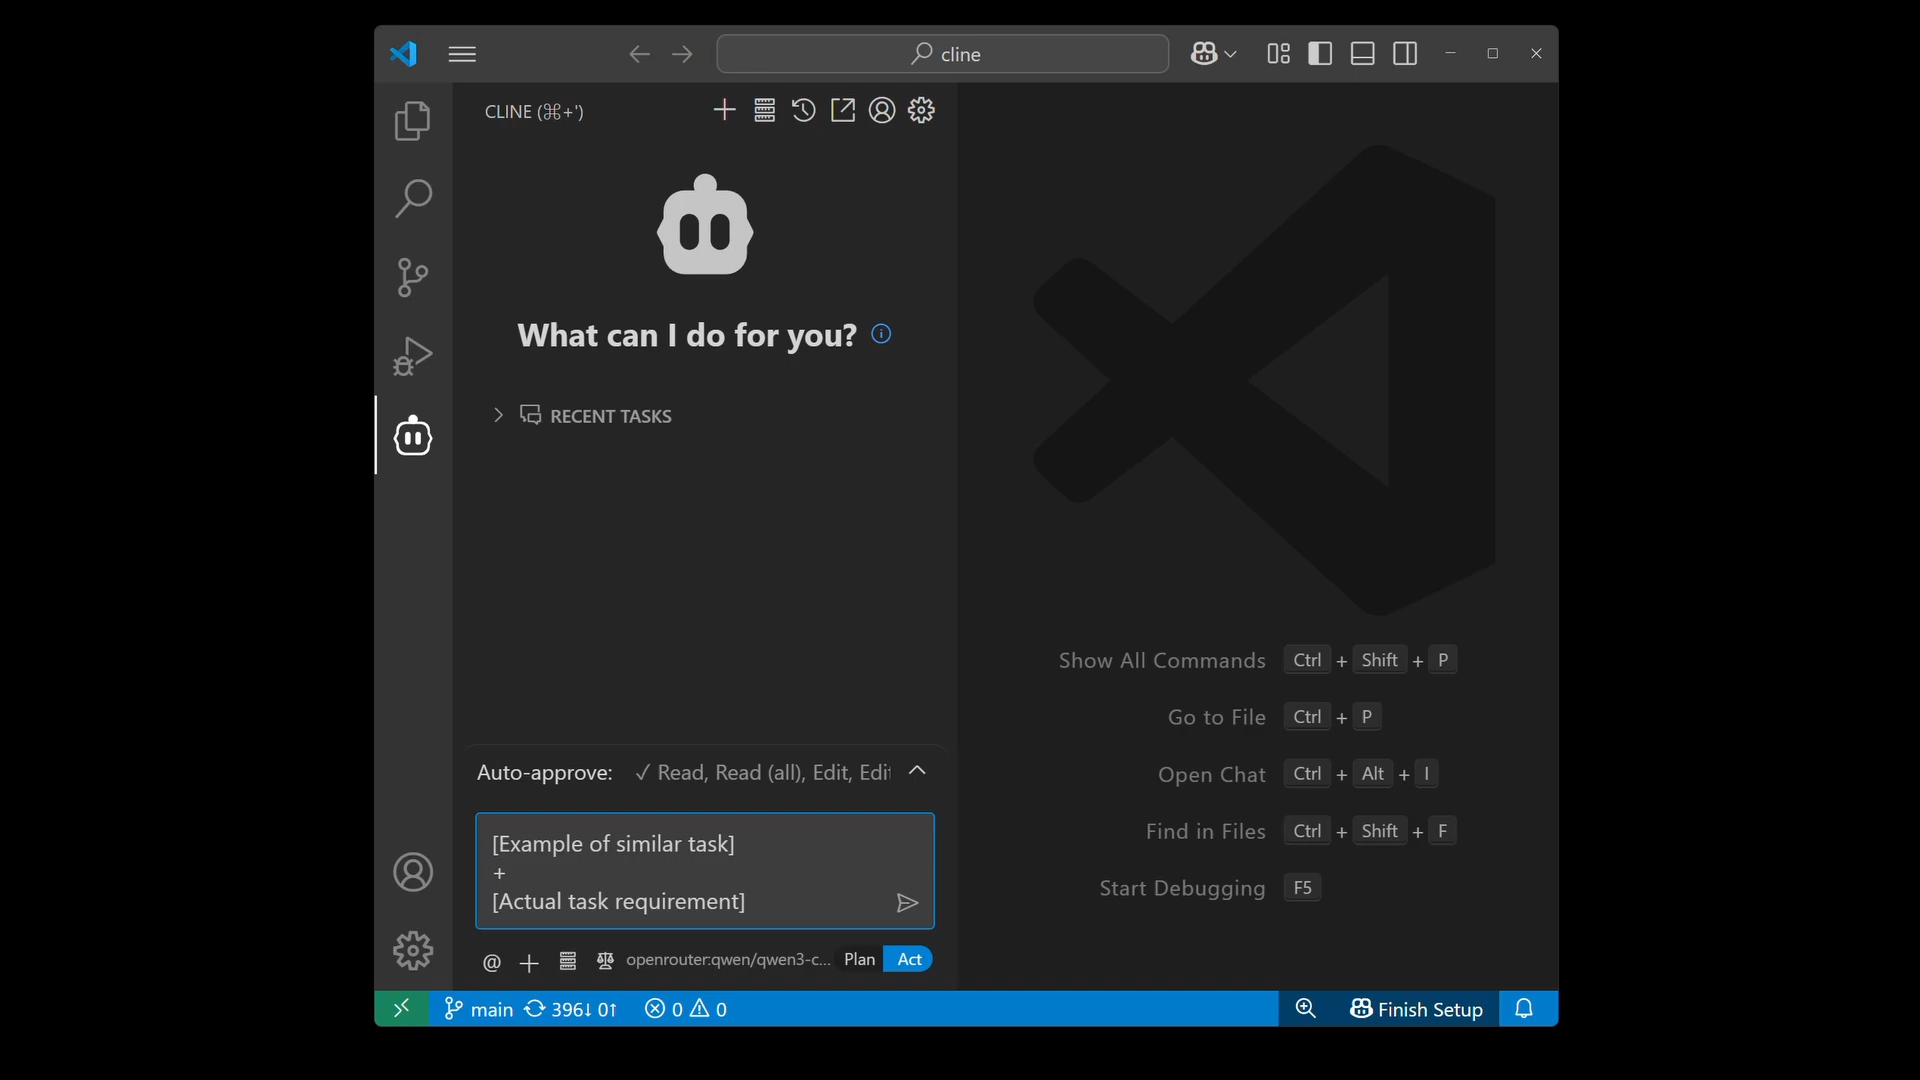 cline
CLINE (⌘+')
What can I do for you?
RECENT TASKS
Auto-approve: ✓ Read, Read (all), Edit, Edit
[Example of similar task]
+
[Actual task requirement]
@ openrouter:qwen/qwen3-c... Plan Act
Show All Commands Ctrl + Shift + P
Go to File Ctrl + P
Open Chat Ctrl + Alt + I
Find in Files Ctrl + Shift + F
Start Debugging F5
main 396↓ 0↑ 0 0 Finish Setup